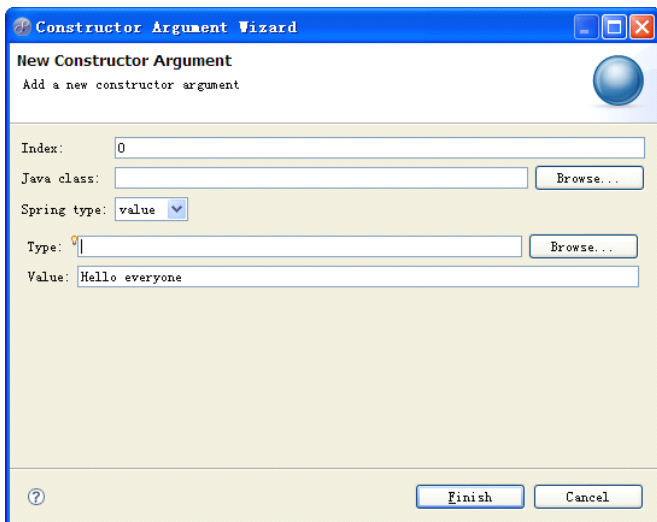 Constructor Argument Wizard
New Constructor Argument
Add a new constructor argument
Index: 0
Java class: Browse...
Spring type: value
Type: Browse...
Value: Hello everyone
? Finish Cancel